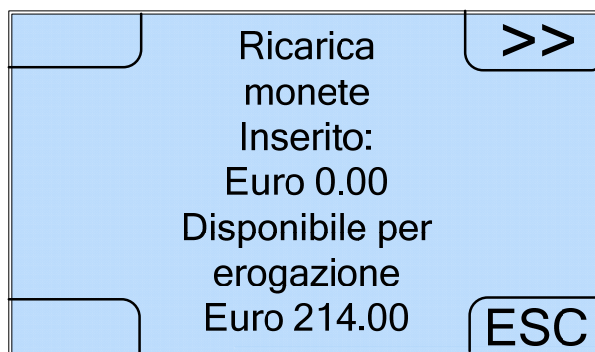 Ricarica
>>
monete
Inserito:
Euro 0.00
Disponibile per
erogazione
Euro 214.00
ESC